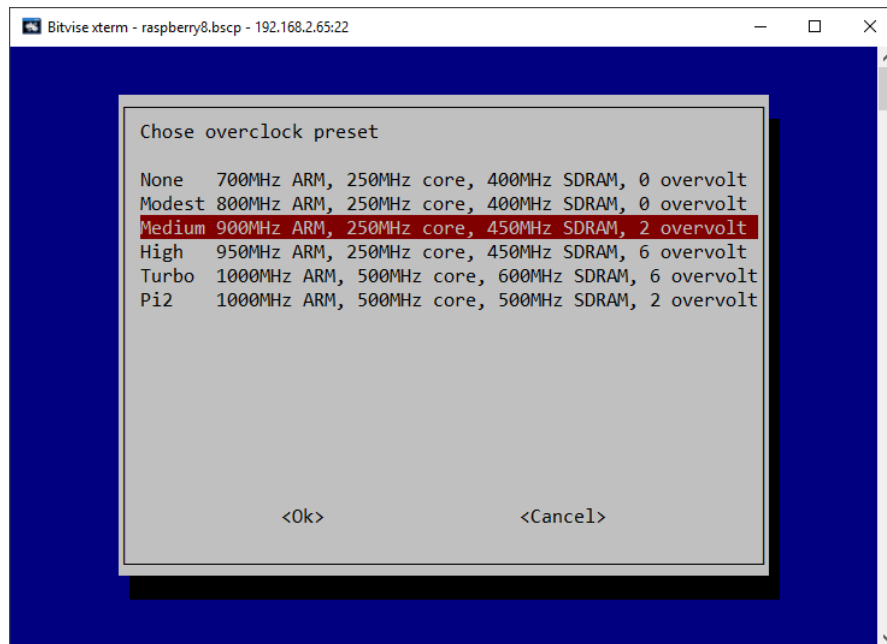 Bitvise xterm - raspberry8.bscp - 192.168.2.65:22
Chose overclock preset
None 700MHz ARM, 250MHz core, 400MHz SDRAM, 0 overvolt
Modest 800MHz ARM, 250MHz core, 400MHz SDRAM, 0 overvolt
Medium 900MHz ARM, 250MHz core, 450MHz SDRAM, 2 overvolt
High 950MHz ARM, 250MHz core, 450MHz SDRAM, 6 overvolt
Turbo 1000MHz ARM, 500MHz core, 600MHz SDRAM, 6 overvolt
Pi2 1000MHz ARM, 500MHz core, 500MHz SDRAM, 2 overvolt
<Ok> <Cancel>